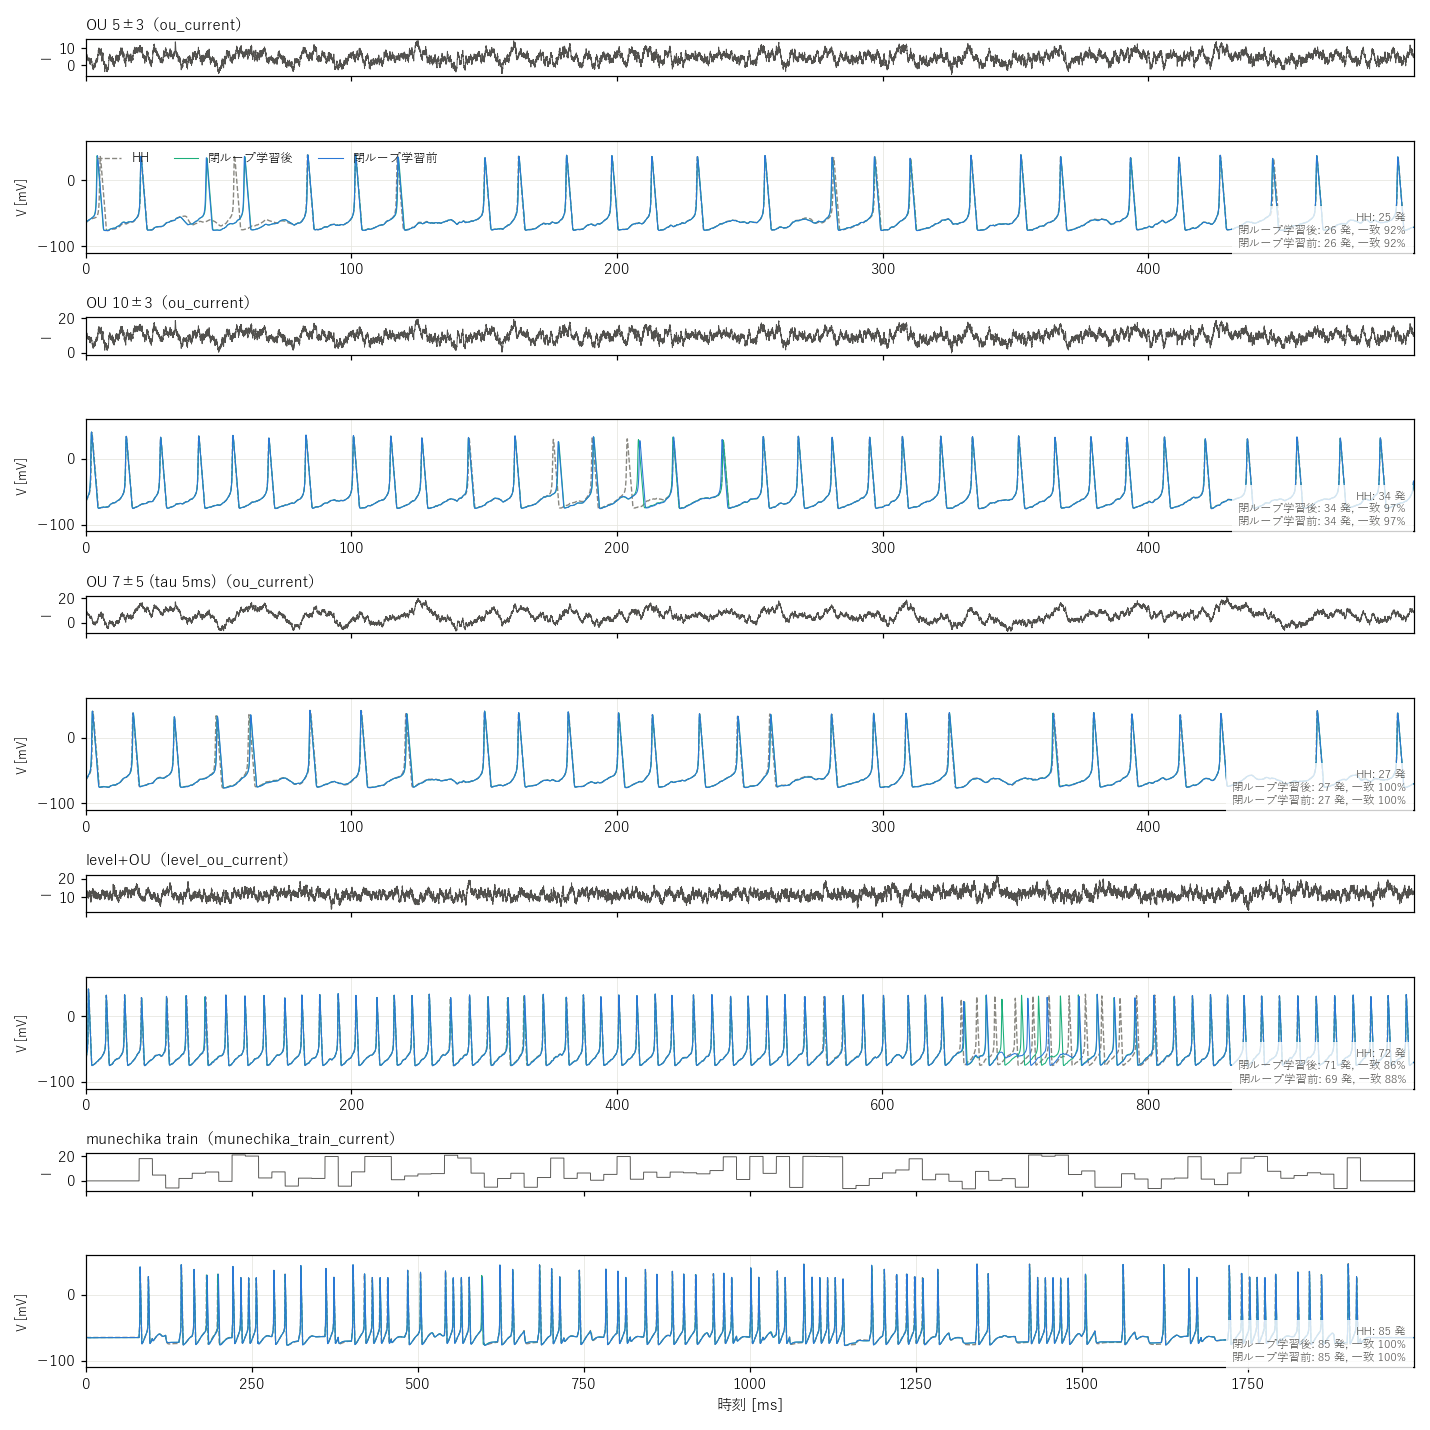 OU 5±3 (ou_current)
10
0
I
HH 閉ループ学習後 閉ループ学習前
0
−100
V [mV]
HH: 25 発
閉ループ学習後: 26 発, 一致 92%
閉ループ学習前: 26 発, 一致 92%
0 100 200 300 400
OU 10±3 (ou_current)
20
0
I
0
−100
V [mV]
HH: 34 発
閉ループ学習後: 34 発, 一致 97%
閉ループ学習前: 34 発, 一致 97%
0 100 200 300 400
OU 7±5 (tau 5ms) (ou_current)
20
0
I
0
−100
V [mV]
HH: 27 発
閉ループ学習後: 27 発, 一致 100%
閉ループ学習前: 27 発, 一致 100%
0 100 200 300 400
level+OU (level_ou_current)
20
10
I
0
−100
V [mV]
HH: 72 発
閉ループ学習後: 71 発, 一致 86%
閉ループ学習前: 69 発, 一致 88%
0 200 400 600 800
munechika train (munechika_train_current)
20
0
I
0
−100
V [mV]
HH: 85 発
閉ループ学習後: 85 発, 一致 100%
閉ループ学習前: 85 発, 一致 100%
0 250 500 750 1000 1250 1500 1750
時刻 [ms]